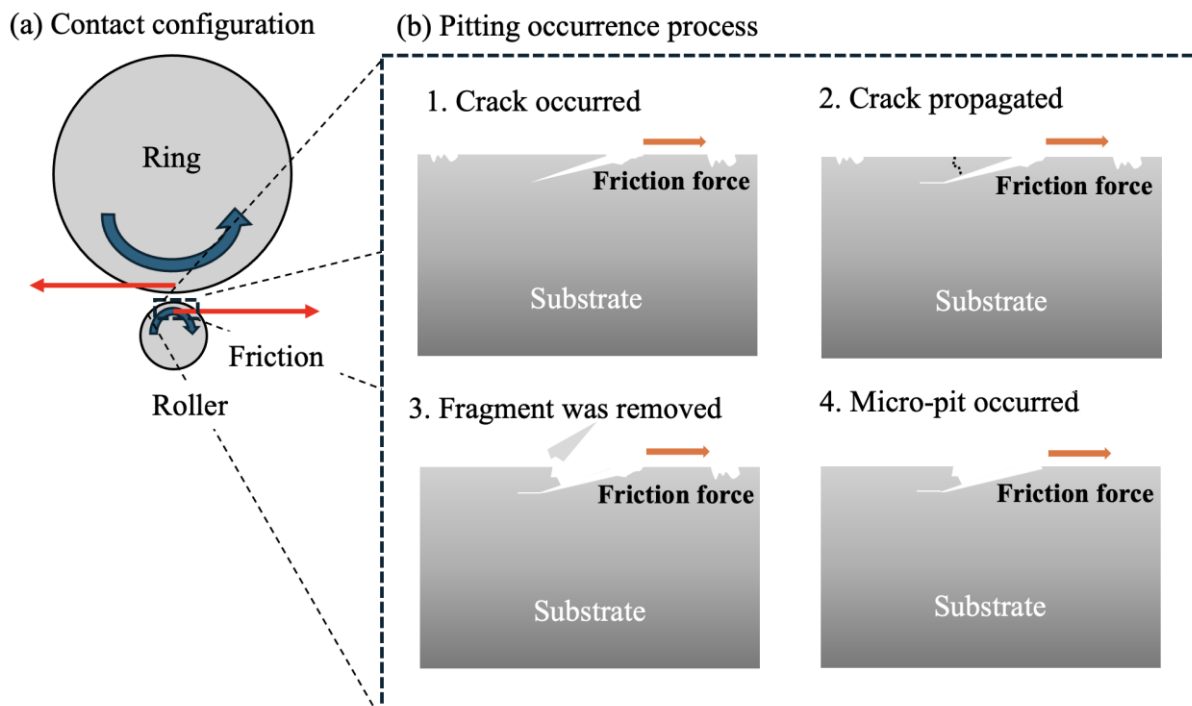 (a) Contact configuration
Ring
Friction
Roller
(b) Pitting occurrence process
1. Crack occurred
Friction force
Substrate
2. Crack propagated
Friction force
Substrate
3. Fragment was removed
Friction force
Substrate
4. Micro-pit occurred
Friction force
Substrate